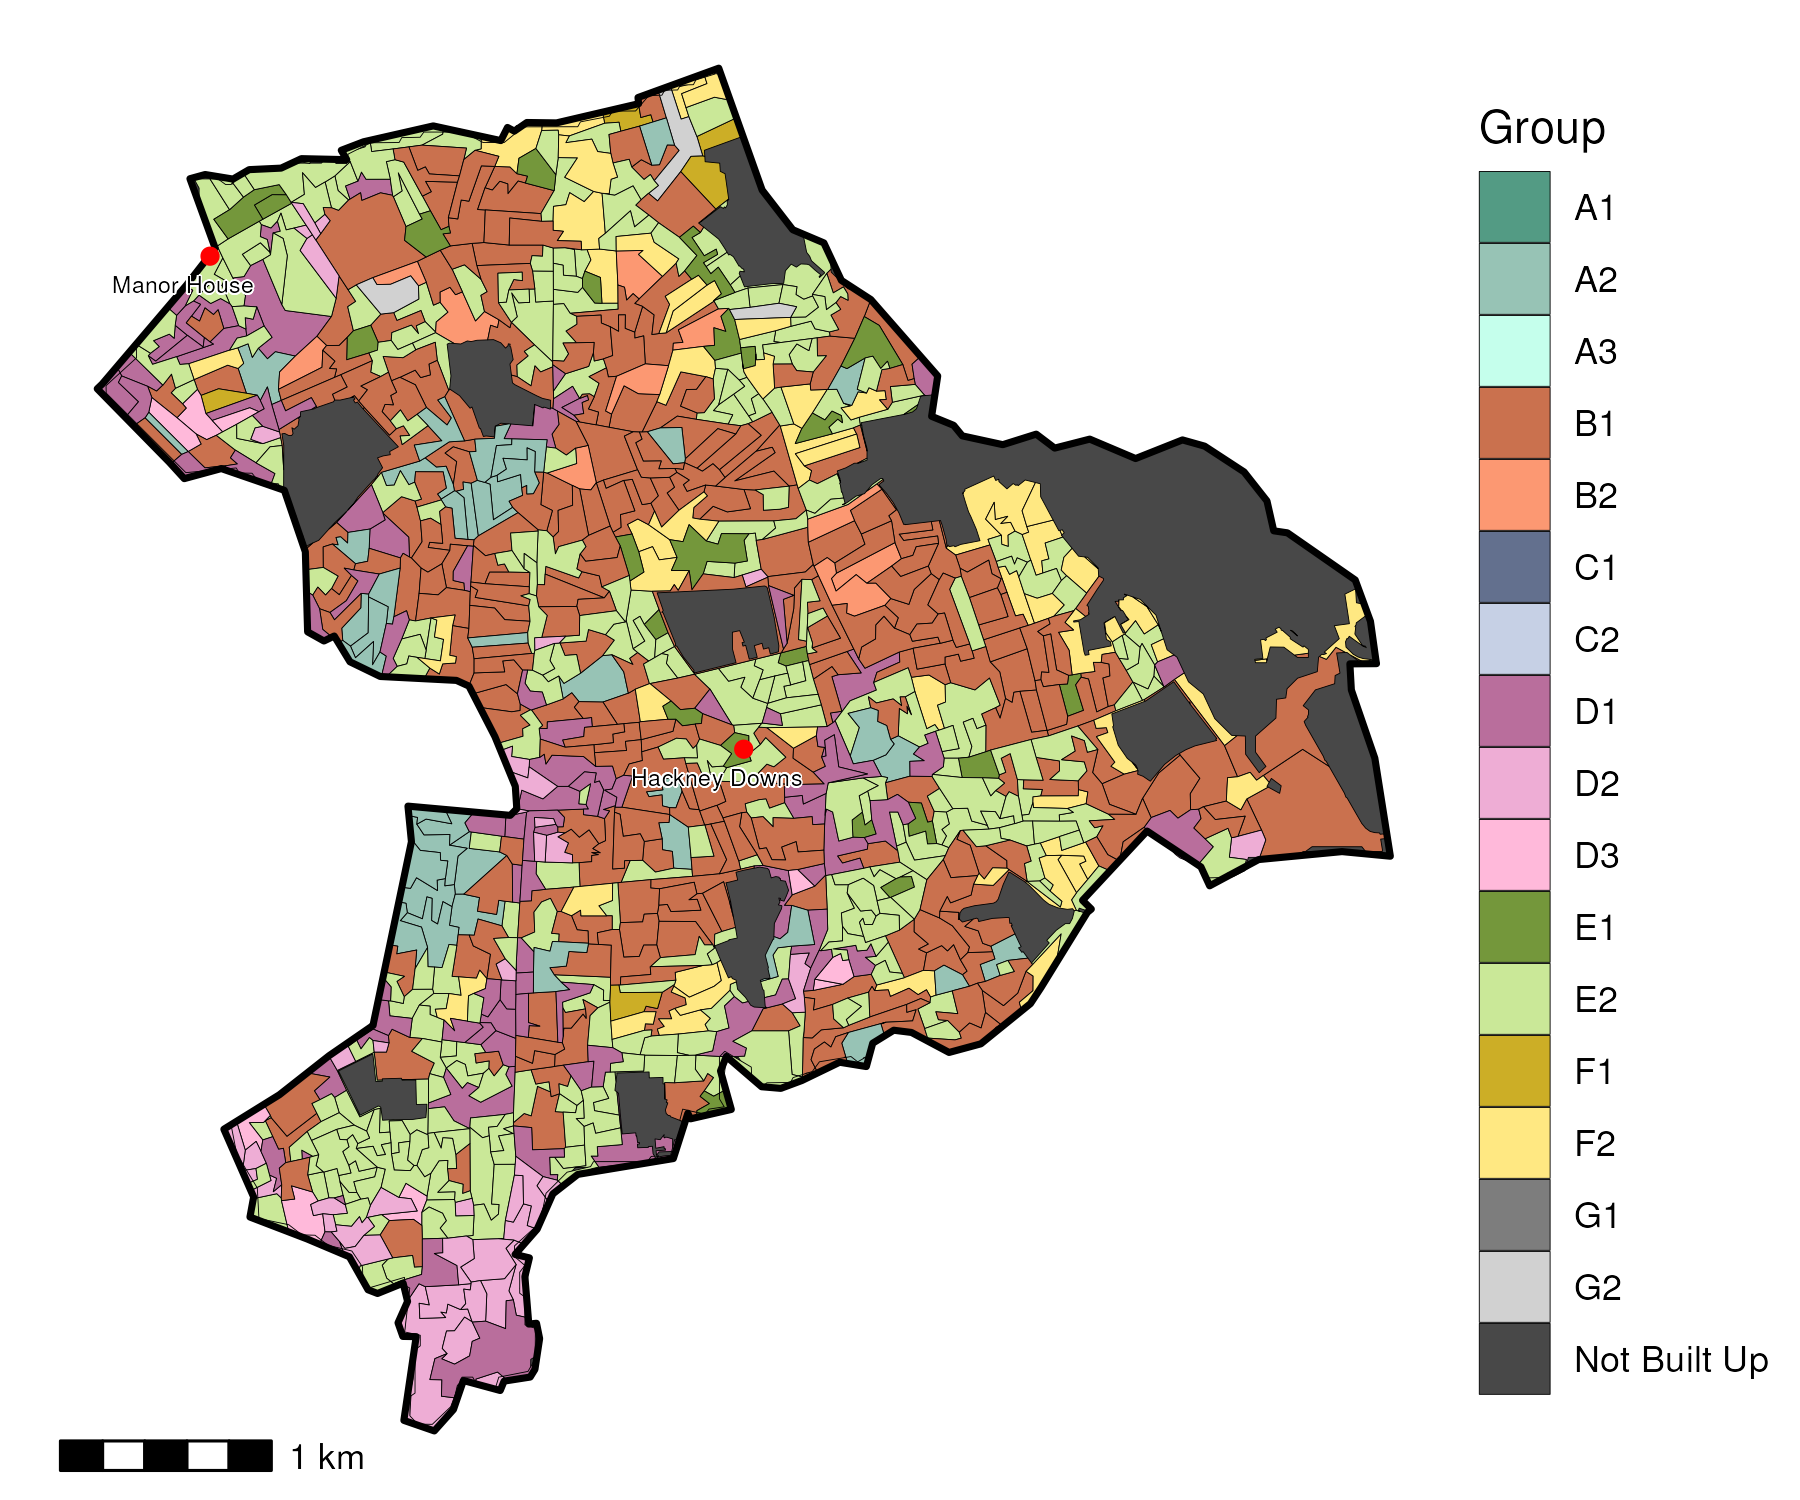 Group
A1
A2
A3
B1
B2
C1
C2
D1
D2
D3
E1
E2
F1
F2
G1
G2
Not Built Up
Manor House
Hackney Downs
1 km